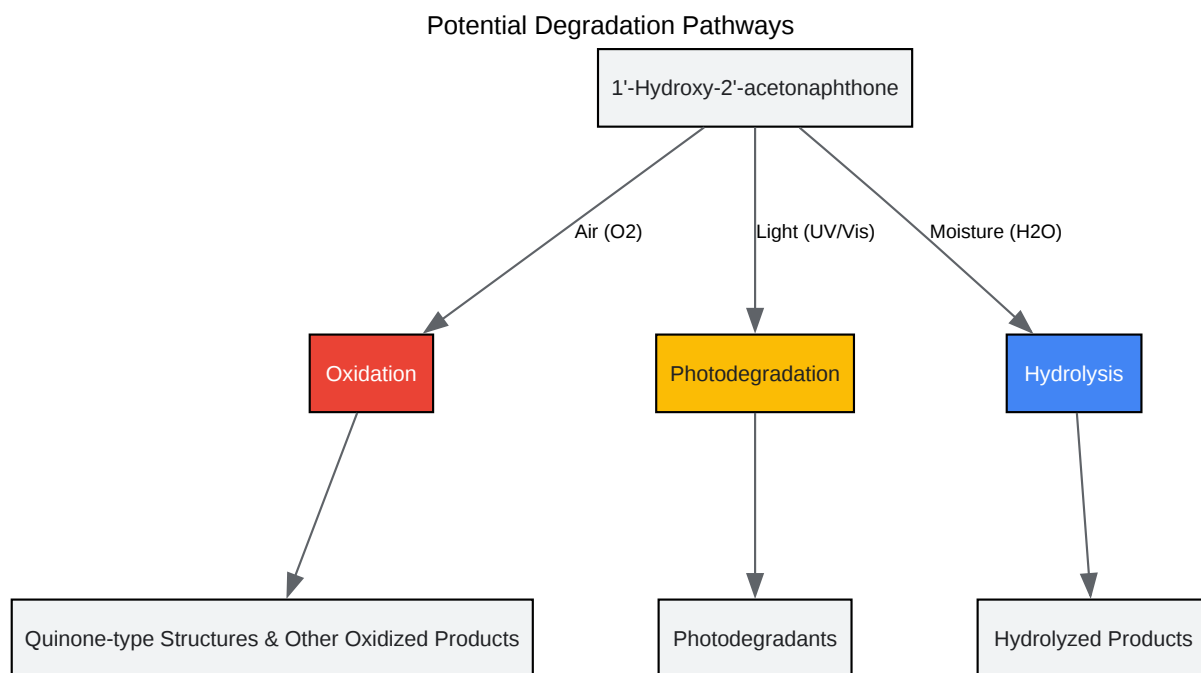 Potential Degradation Pathways
1'-Hydroxy-2'-acetonaphthone
Air (O2)
Light (UV/Vis)
Moisture (H2O)
Oxidation
Photodegradation
Hydrolysis
Quinone-type Structures & Other Oxidized Products
Photodegradants
Hydrolyzed Products